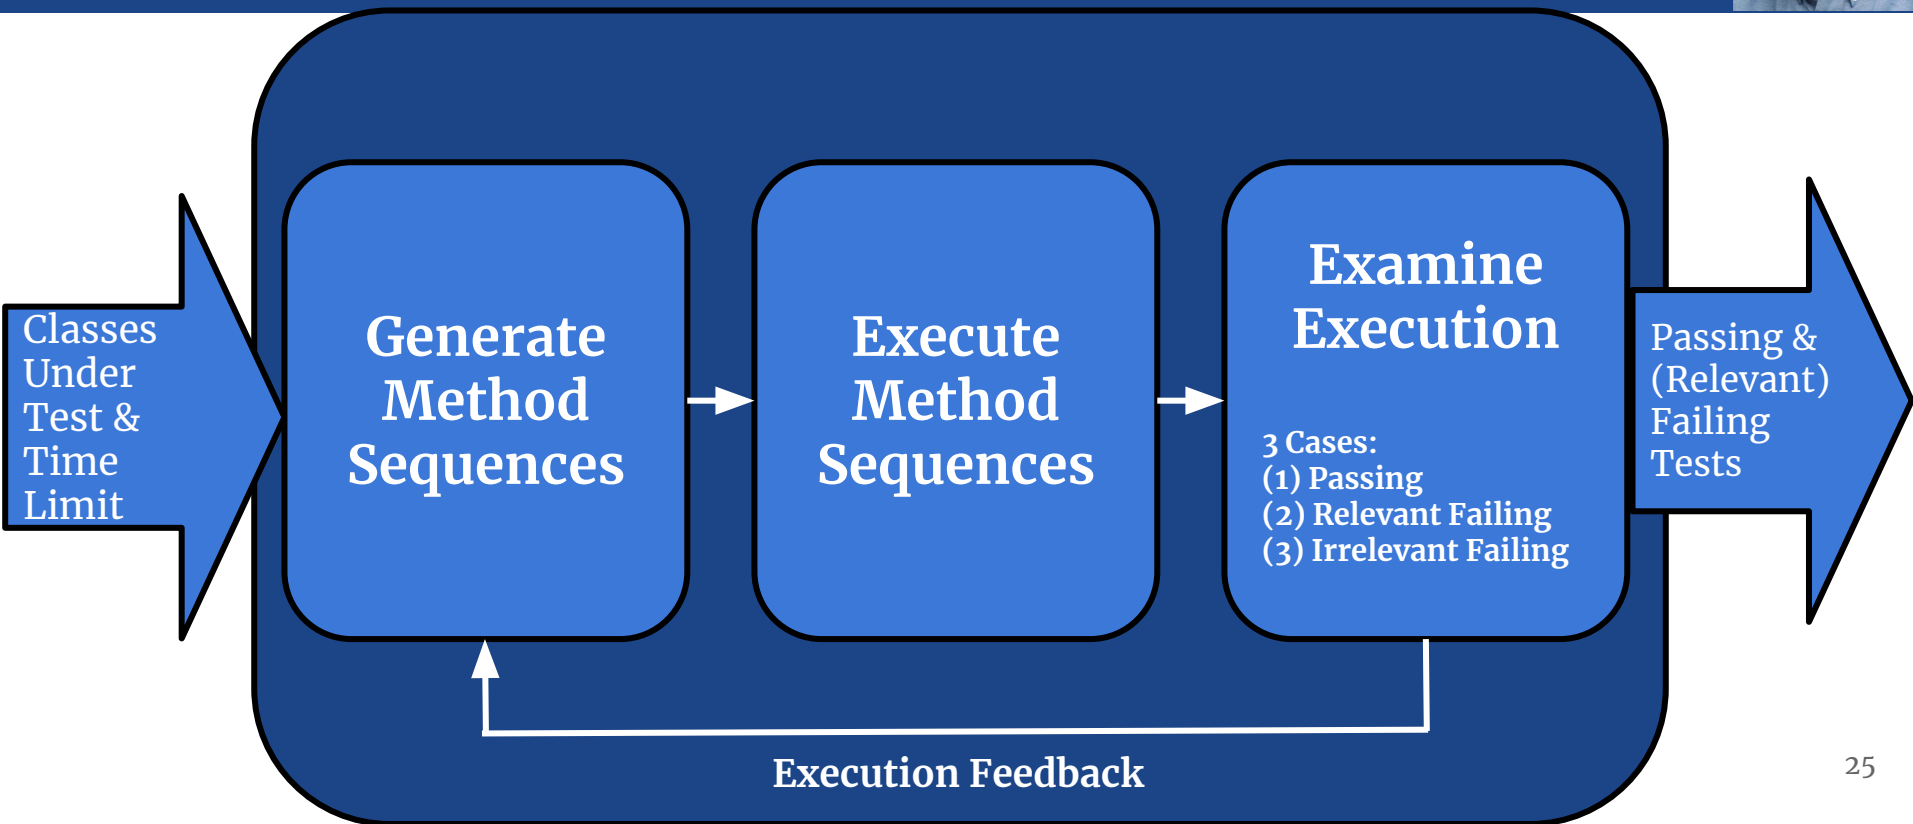 Classes
Under
Test &
Time
Limit
Generate
Method
Sequences
Execute
Method
Sequences
Examine
Execution
3 Cases:
(1) Passing
(2) Relevant Failing
(3) Irrelevant Failing
Passing &
(Relevant)
Failing
Tests
Execution Feedback
25